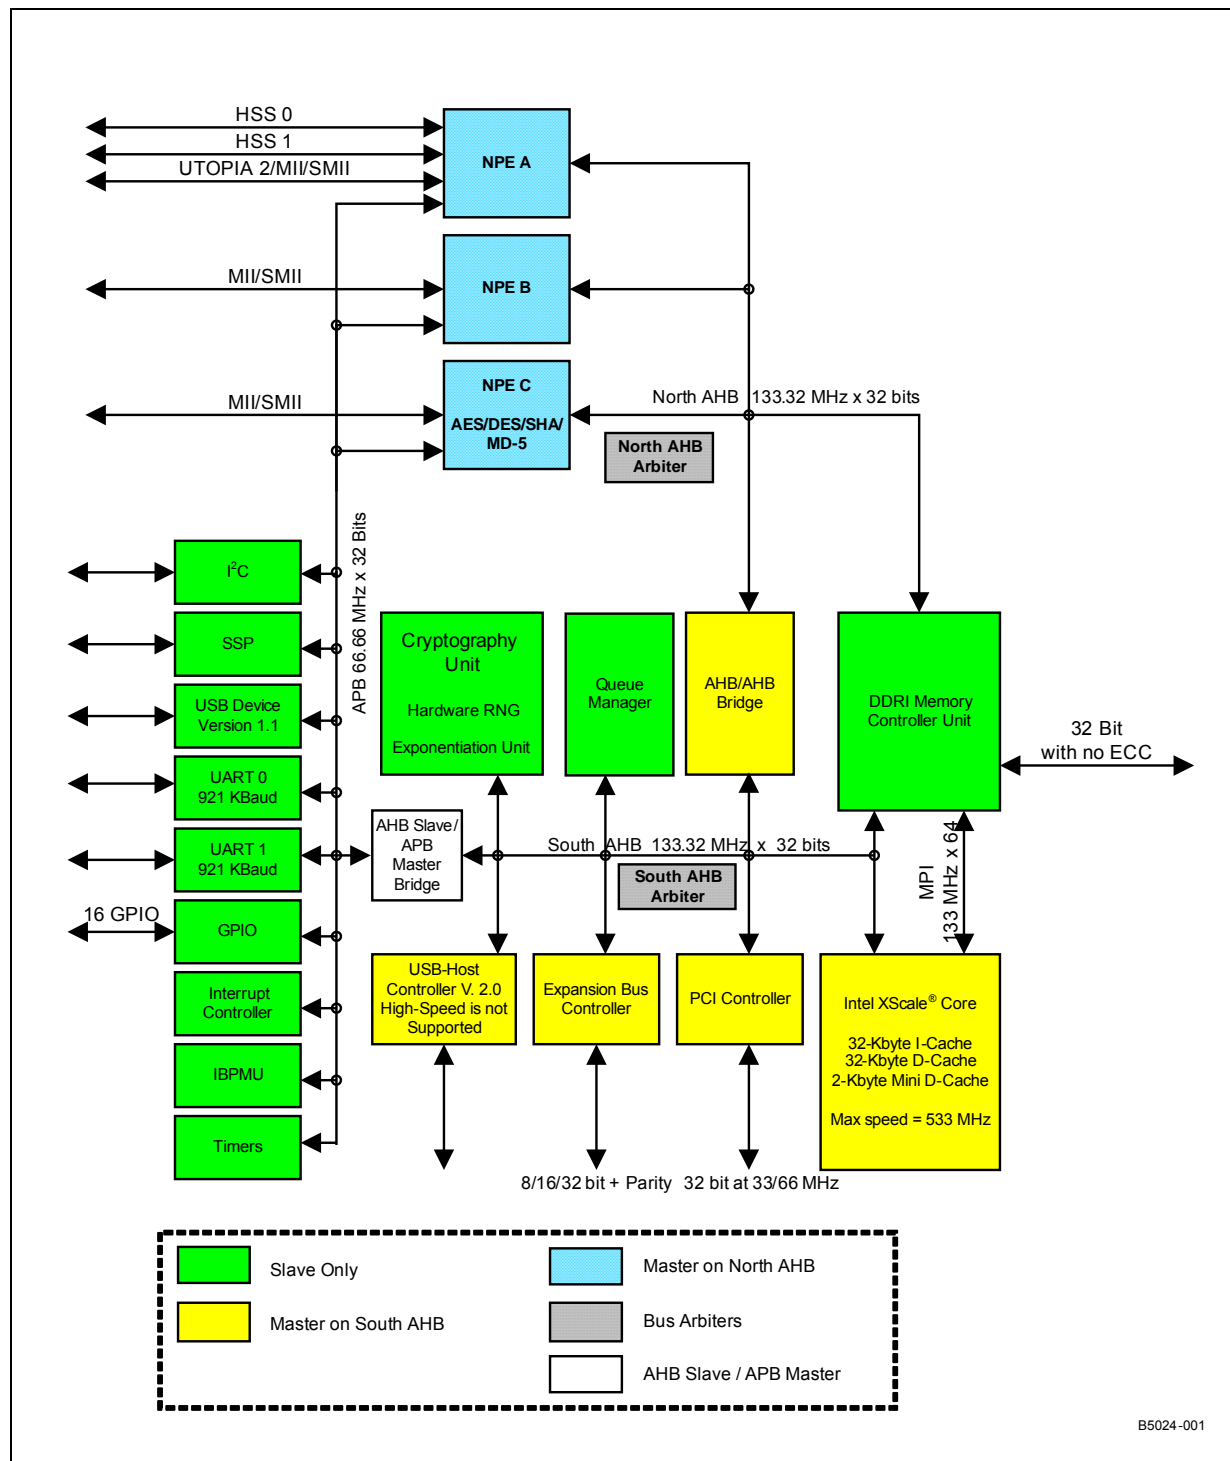 HSS 0
HSS 1
UTOPIA 2/MII/SMII
NPE A
MII/SMII
NPE B
MII/SMII
NPE C
AES/DES/SHA/
MD-5
North AHB 133.32 MHz x 32 bits
North AHB
Arbiter
APB 66.66 MHz x 32 Bits
I²C
SSP
USB Device
Version 1.1
UART 0
921 KBaud
UART 1
921 KBaud
16 GPIO
GPIO
Interrupt
Controller
IBPMU
Timers
Cryptography
Unit
Hardware RNG
Exponentiation Unit
Queue
Manager
AHB/AHB
Bridge
DDRI Memory
Controller Unit
32 Bit
with no ECC
AHB Slave/
APB
Master
Bridge
South AHB 133.32 MHz x 32 bits
South AHB
Arbiter
MPI
133 MHz x 64
USB-Host
Controller V. 2.0
High-Speed is not
Supported
Expansion Bus
Controller
PCI Controller
Intel XScale® Core
32-Kbyte I-Cache
32-Kbyte D-Cache
2-Kbyte Mini D-Cache
Max speed = 533 MHz
8/16/32 bit + Parity
32 bit at 33/66 MHz
Slave Only
Master on South AHB
Master on North AHB
Bus Arbiters
AHB Slave / APB Master
B5024-001